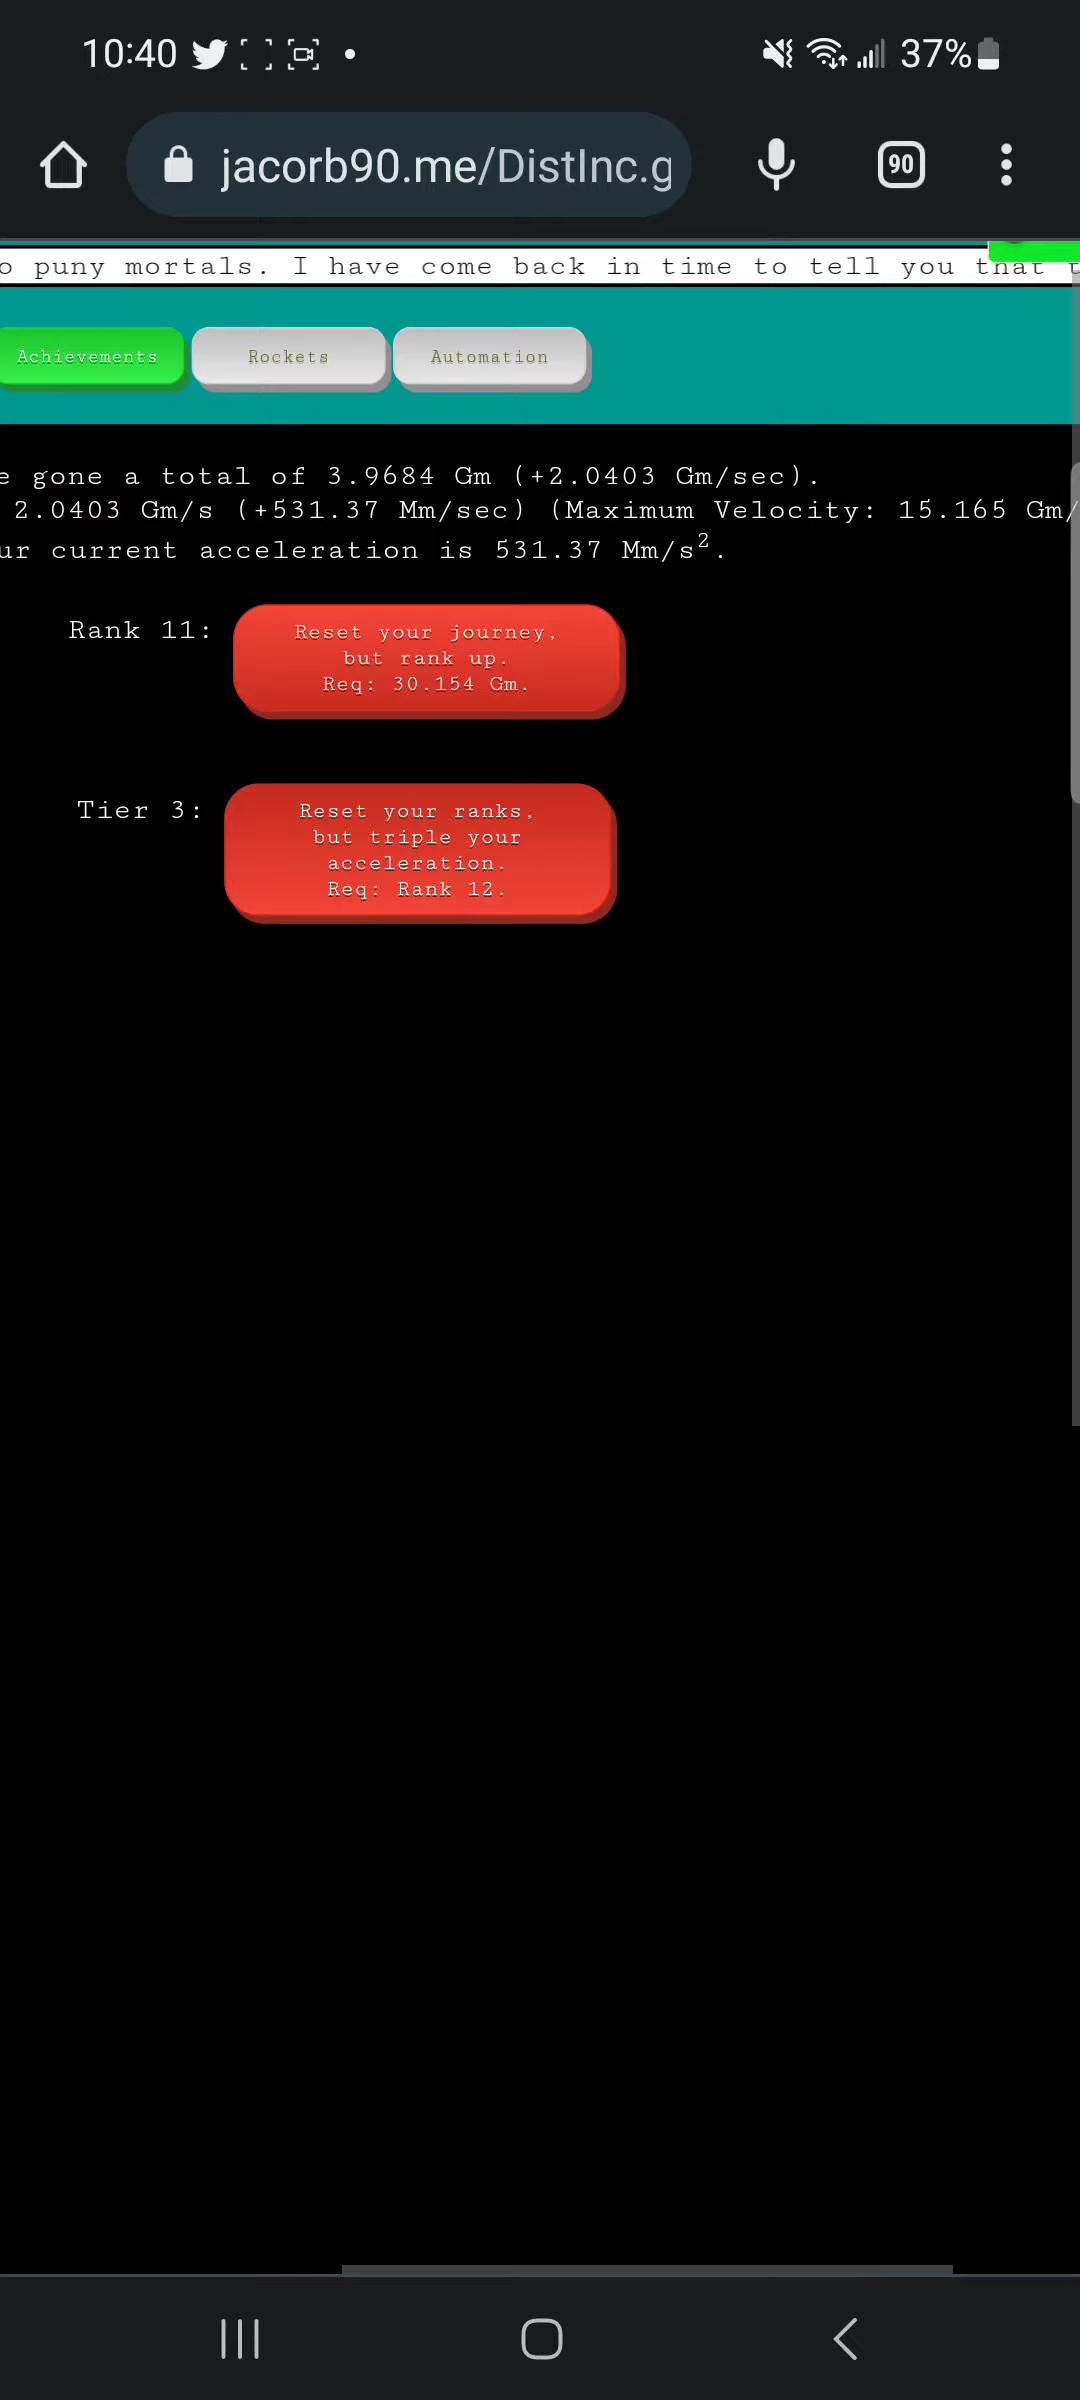 10:40 37%
jacorb90.me/DistInc.g 90
o puny mortals. I have come back in time to tell you that t
Achievements Rockets Automation
e gone a total of 3.9684 Gm (+2.0403 Gm/sec).
2.0403 Gm/s (+531.37 Mm/sec) (Maximum Velocity: 15.165 Gm/
ur current acceleration is 531.37 Mm/s².
Rank 11:
Reset your journey,
but rank up.
Req: 30.154 Gm.
Tier 3:
Reset your ranks,
but triple your
acceleration.
Req: Rank 12.